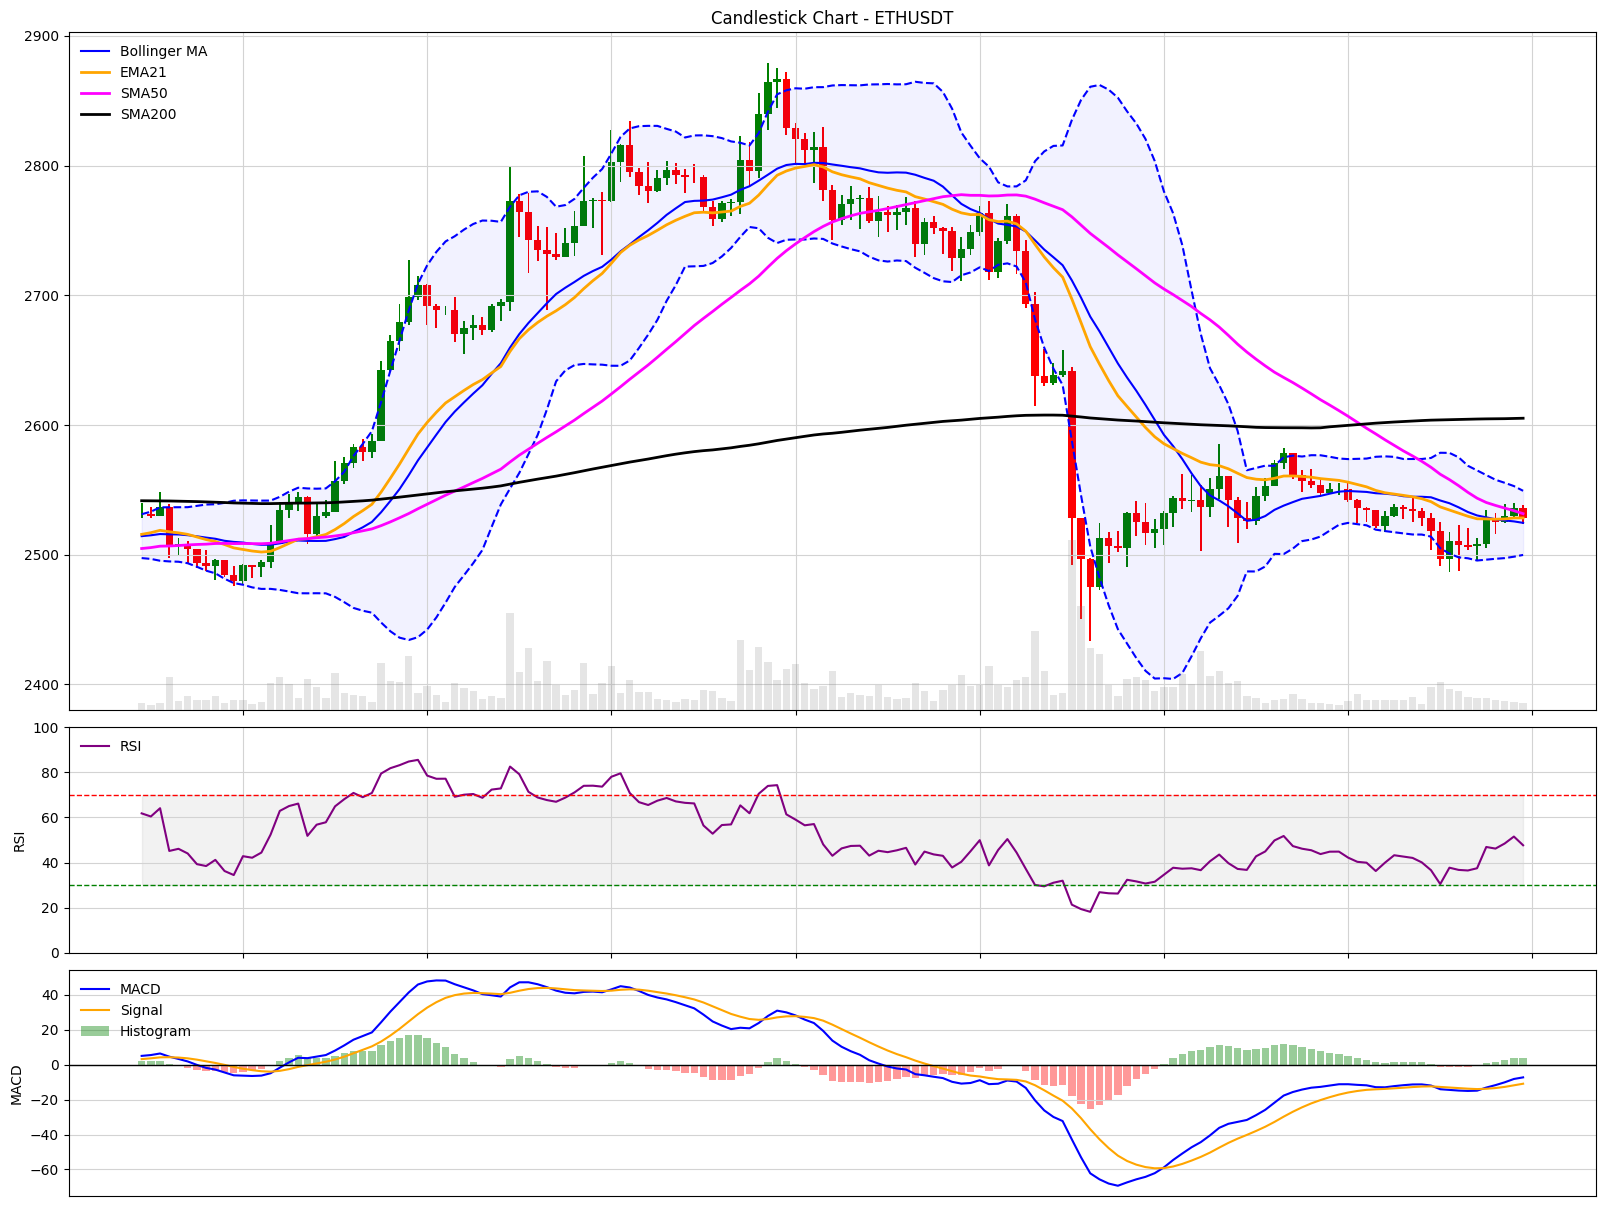 Candlestick Chart - ETHUSDT
2900
2800
2700
2600
2500
2400
Bollinger MA
EMA21
SMA50
SMA200
100
80
60
40
20
0
RSI
RSI
40
20
0
−20
−40
−60
MACD
MACD
Signal
Histogram